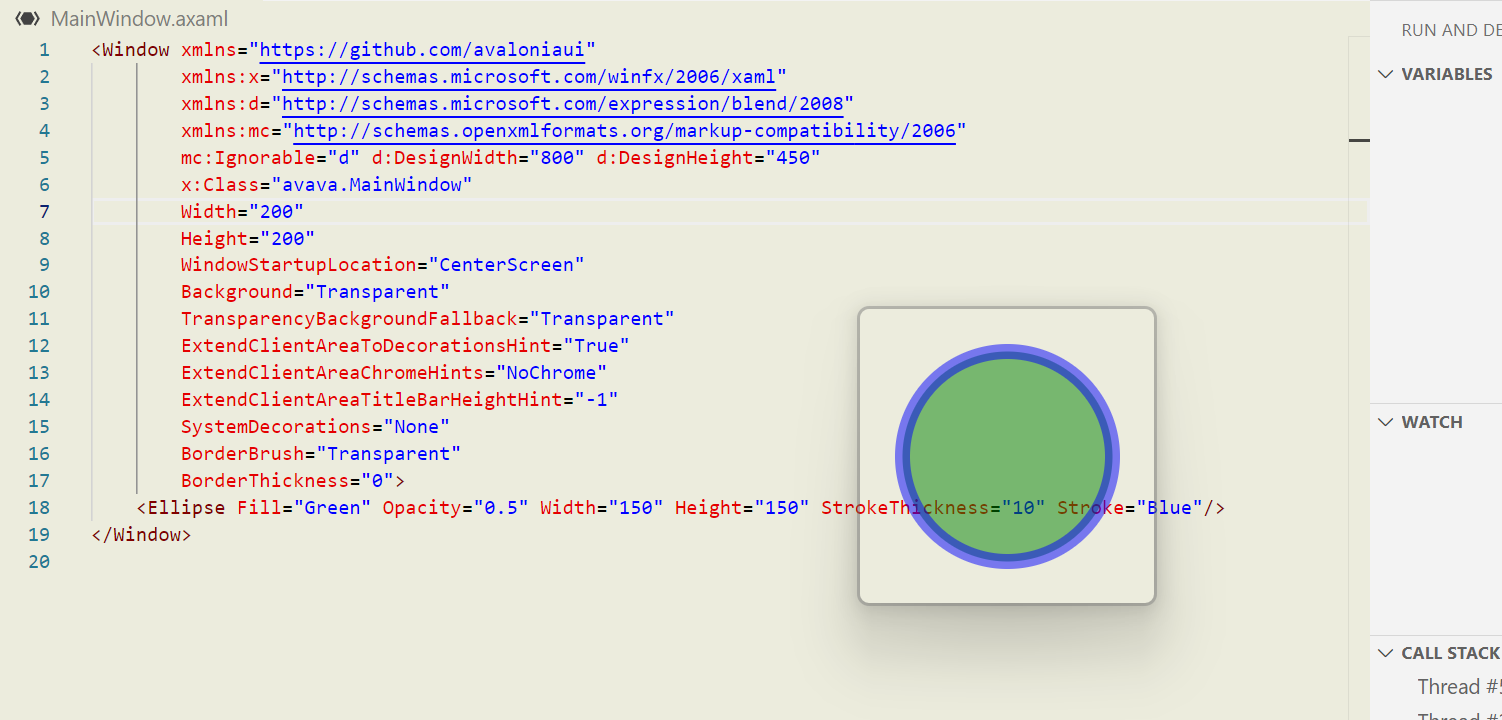 MainWindow.axaml
1 <Window xmlns="https://github.com/avaloniaui"
2 xmlns:x="http://schemas.microsoft.com/winfx/2006/xaml"
3 xmlns:d="http://schemas.microsoft.com/expression/blend/2008"
4 xmlns:mc="http://schemas.openxmlformats.org/markup-compatibility/2006"
5 mc:Ignorable="d" d:DesignWidth="800" d:DesignHeight="450"
6 x:Class="avava.MainWindow"
7 Width="200"
8 Height="200"
9 WindowStartupLocation="CenterScreen"
10 Background="Transparent"
11 TransparencyBackgroundFallback="Transparent"
12 ExtendClientAreaToDecorationsHint="True"
13 ExtendClientAreaChromeHints="NoChrome"
14 ExtendClientAreaTitleBarHeightHint="-1"
15 SystemDecorations="None"
16 BorderBrush="Transparent"
17 BorderThickness="0">
18 <Ellipse Fill="Green" Opacity="0.5" Width="150" Height="150" StrokeThickness="10" Stroke="Blue"/>
19 </Window>
20
RUN AND DE
VARIABLES
WATCH
CALL STACK
Thread #5
Thread